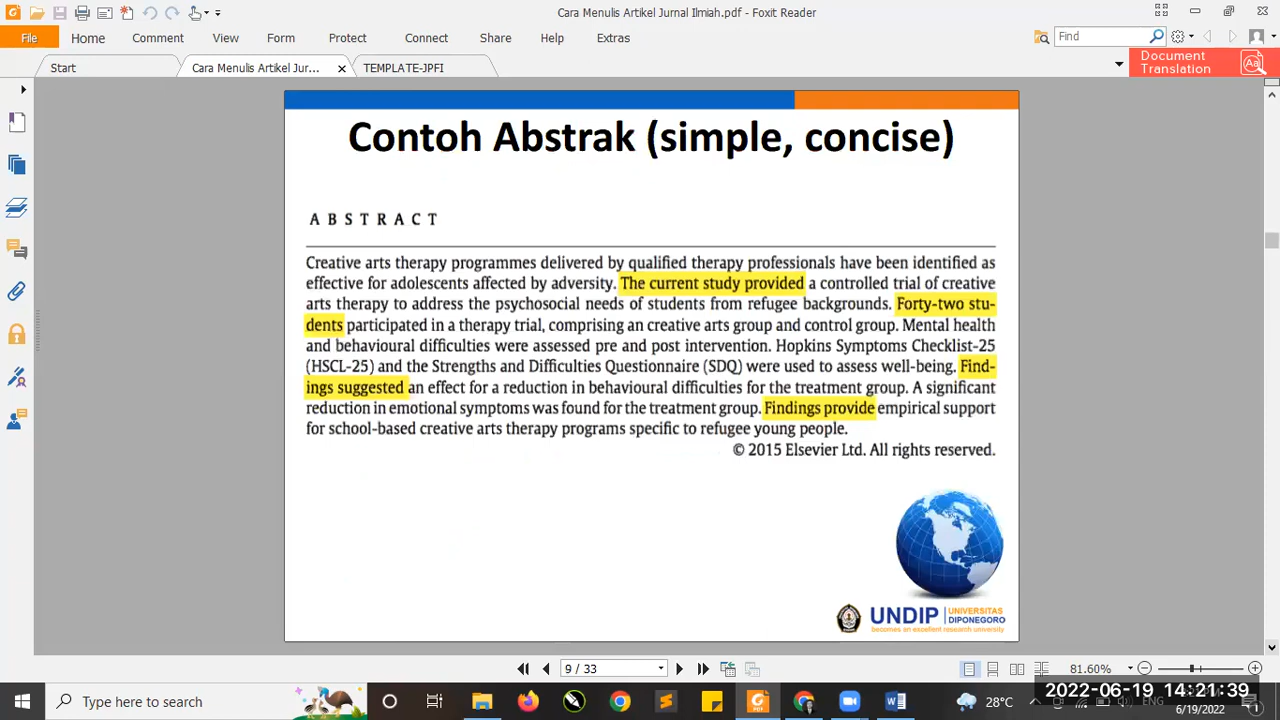 Cara Menulis Artikel Jurnal Ilmiah.pdf - Foxit Reader
File Home Comment View Form Protect Connect Share Help Extras
Find
Start
Cara Menulis Artikel Jur...
TEMPLATE-JPFI
Document
Translation
Contoh Abstrak (simple, concise)
ABSTRACT
Creative arts therapy programmes delivered by qualified therapy professionals have been identified as
effective for adolescents affected by adversity. The current study provided a controlled trial of creative
arts therapy to address the psychosocial needs of students from refugee backgrounds. Forty-two stu-
dents participated in a therapy trial, comprising an creative arts group and control group. Mental health
and behavioural difficulties were assessed pre and post intervention. Hopkins Symptoms Checklist-25
(HSCL-25) and the Strengths and Difficulties Questionnaire (SDQ) were used to assess well-being. Find-
ings suggested an effect for a reduction in behavioural difficulties for the treatment group. A significant
reduction in emotional symptoms was found for the treatment group. Findings provide empirical support
for school-based creative arts therapy programs specific to refugee young people.
© 2015 Elsevier Ltd. All rights reserved.
UNDIP
UNIVERSITAS
DIPONEGORO
becomes an excellent research university
9 / 33
81.60%
Type here to search
28°C
ENG
2022-06-19 14:21:39
6/19/2022